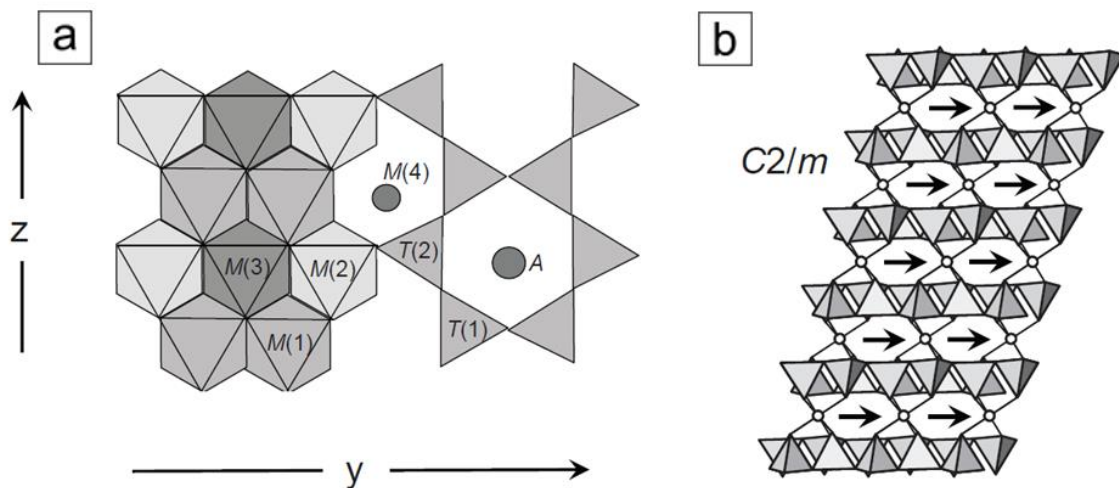 a
z
M(4)
T(2)
A
M(3)
M(2)
T(1)
M(1)
y
b
C2/m